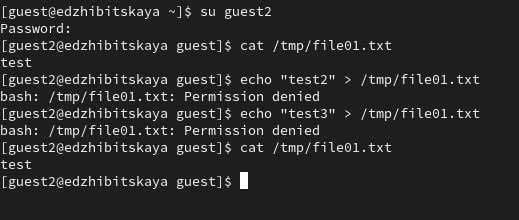 [guest@edzhibitskaya ~]$ su guest2
Password:
[guest2@edzhibitskaya guest]$ cat /tmp/file01.txt
test
[guest2@edzhibitskaya guest]$ echo "test2" > /tmp/file01.txt
bash: /tmp/file01.txt: Permission denied
[guest2@edzhibitskaya guest]$ echo "test3" > /tmp/file01.txt
bash: /tmp/file01.txt: Permission denied
[guest2@edzhibitskaya guest]$ cat /tmp/file01.txt
test
[guest2@edzhibitskaya guest]$